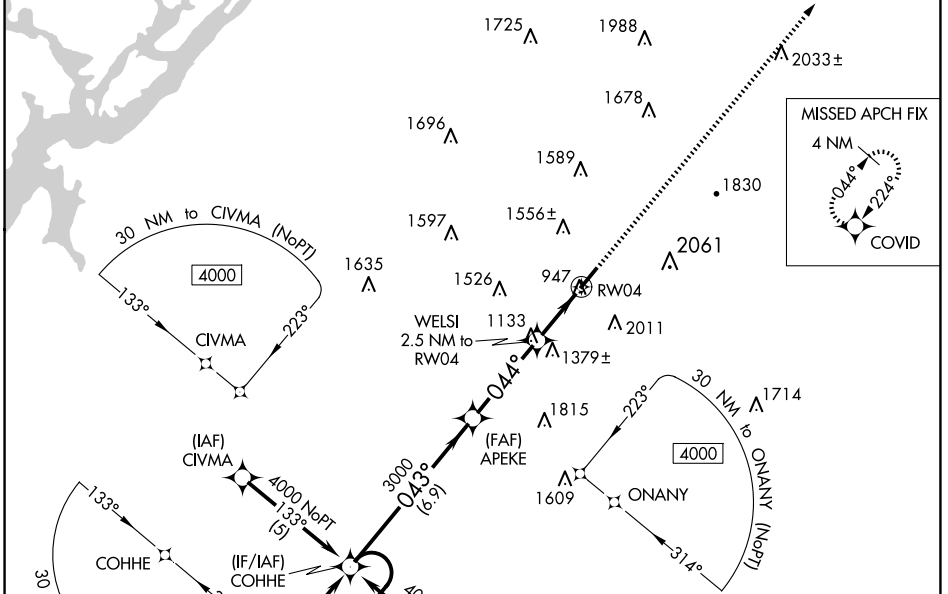 1725
1988
2033±
1678
MISSED APCH FIX
4 NM
044°
224°
COVID
1696
1589
1830
30 NM to CIVMA (NoPT)
4000
133°
223°
CIVMA
1597
1556±
1635
1526
947
RW04
2061
WELSI
2.5 NM to
RW04
1133
2011
1379±
044°
1815
(FAF)
APEKE
30 NM to ONANY (NoPT)
4000
223°
1714
1609
ONANY
314°
(IAF)
CIVMA
4000 NoPT
133°
(5)
3000
043°
(6.9)
133°
COHHE
30
(IF/IAF)
COHHE